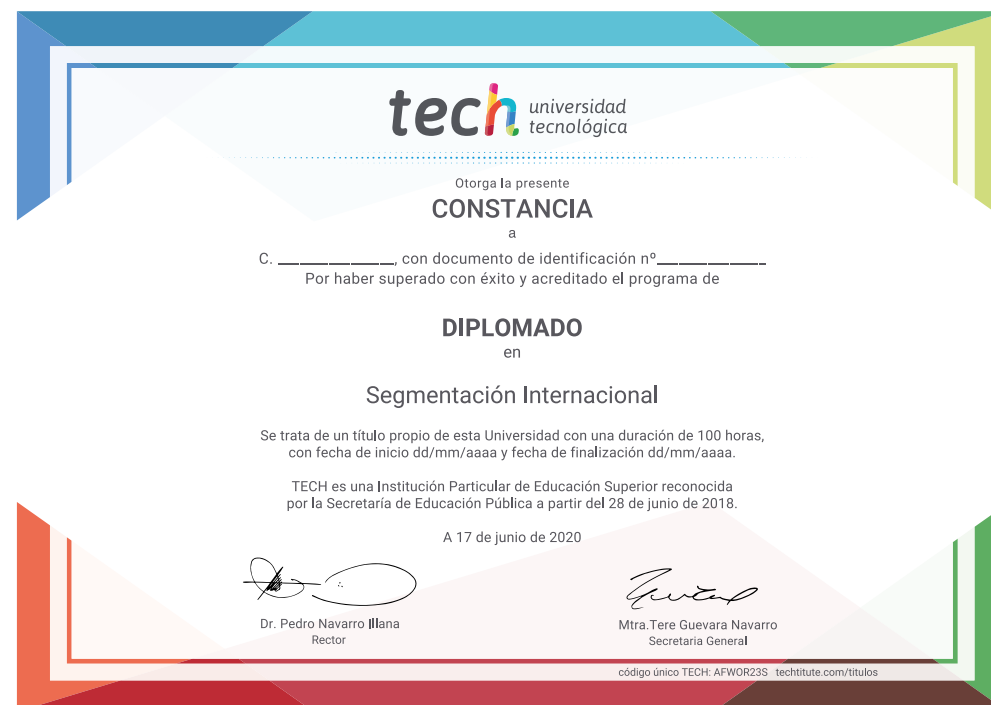 tech universidad
tecnológica
Otorga la presente
CONSTANCIA
a
C. ______________, con documento de identificación nº_____________
Por haber superado con éxito y acreditado el programa de
DIPLOMADO
en
Segmentación Internacional
Se trata de un título propio de esta Universidad con una duración de 100 horas,
con fecha de inicio dd/mm/aaaa y fecha de finalización dd/mm/aaaa.
TECH es una Institución Particular de Educación Superior reconocida
por la Secretaría de Educación Pública a partir del 28 de junio de 2018.
A 17 de junio de 2020
Dr. Pedro Navarro Illana
Rector
Mtra.Tere Guevara Navarro
Secretaria General
código único TECH: AFWOR23S techtitute.com/titulos